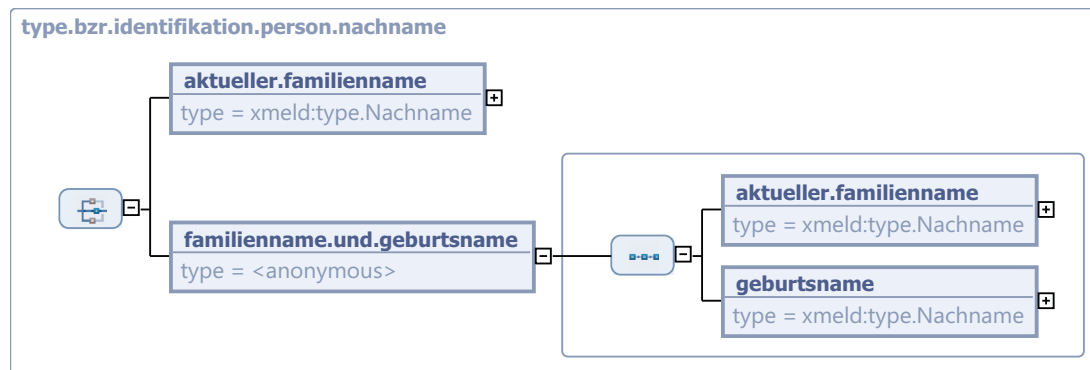 type.bzr.identifikation.person.nachname
aktueller.familienname
type = xmeld:type.Nachname
familienname.und.geburtsname
type = <anonymous>
aktueller.familienname
type = xmeld:type.Nachname
geburtsname
type = xmeld:type.Nachname